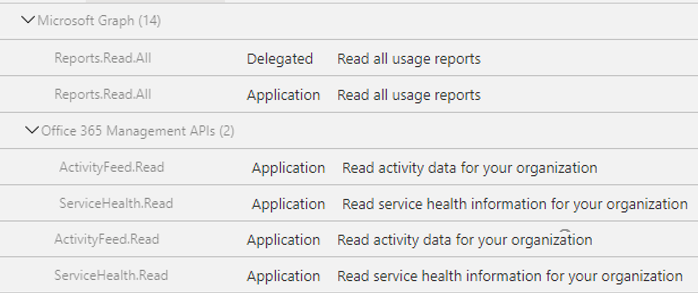 Microsoft Graph (14)
Reports.Read.All Delegated Read all usage reports
Reports.Read.All Application Read all usage reports
Office 365 Management APIs (2)
ActivityFeed.Read Application Read activity data for your organization
ServiceHealth.Read Application Read service health information for your organization
ActivityFeed.Read Application Read activity data for your organization
ServiceHealth.Read Application Read service health information for your organization